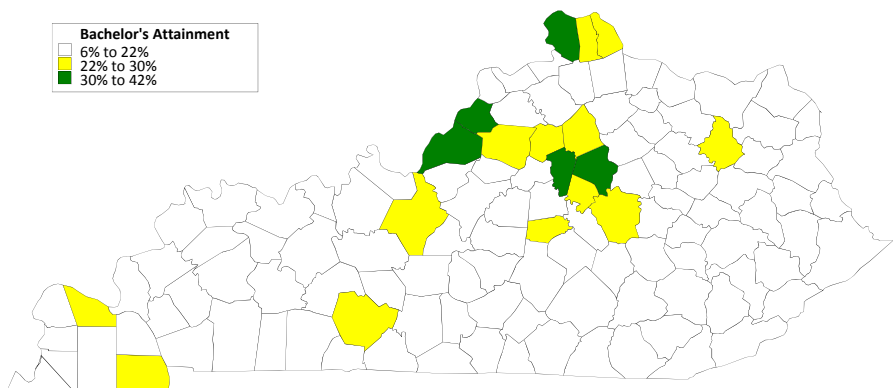 Bachelor's Attainment
6% to 22%
22% to 30%
30% to 42%